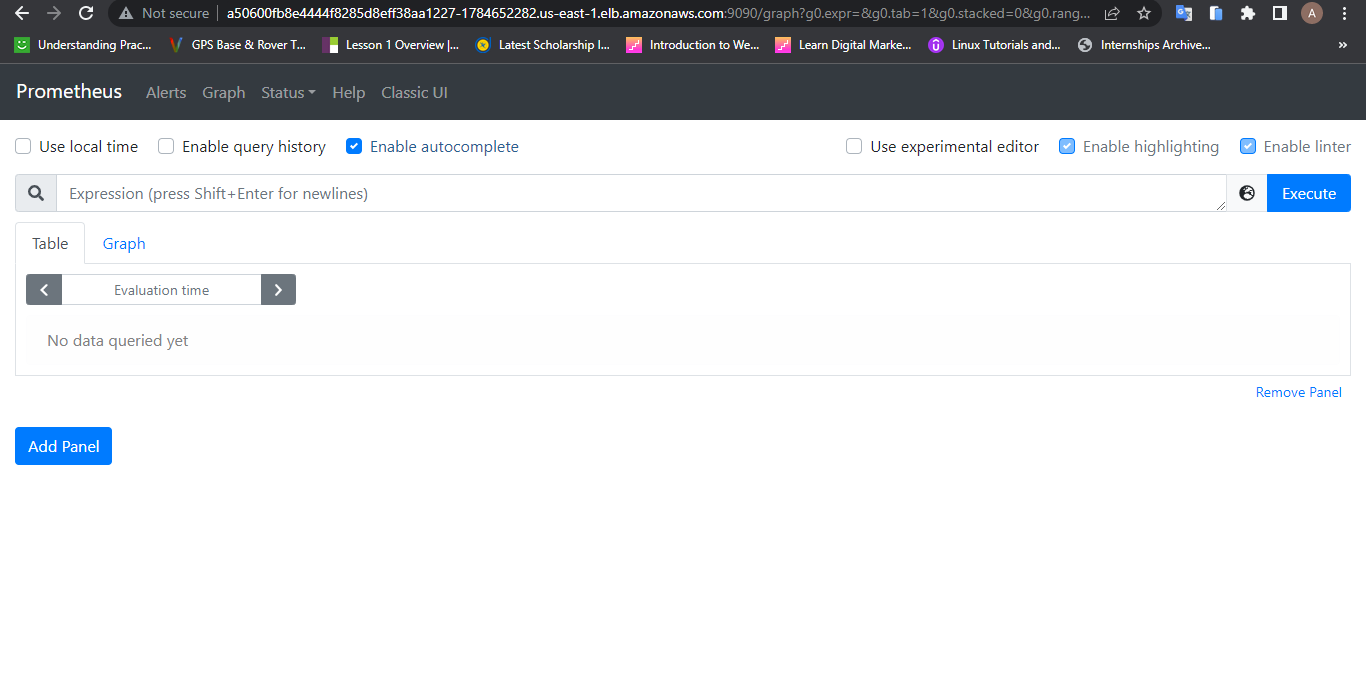 Not secure a50600fb8e4444f8285d8eff38aa1227-1784652282.us-east-1.elb.amazonaws.com:9090/graph?g0.expr=&g0.tab=1&g0.stacked=0&g0.rang... A
Understanding Prac... GPS Base & Rover T... Lesson 1 Overview |... Latest Scholarship I... Introduction to We... Learn Digital Marke... Linux Tutorials and... Internships Archive... »
Prometheus Alerts Graph Status Help Classic UI
Use local time Enable query history Enable autocomplete Use experimental editor Enable highlighting Enable linter
Expression (press Shift+Enter for newlines) Execute
Table Graph
Evaluation time
No data queried yet
Remove Panel
Add Panel